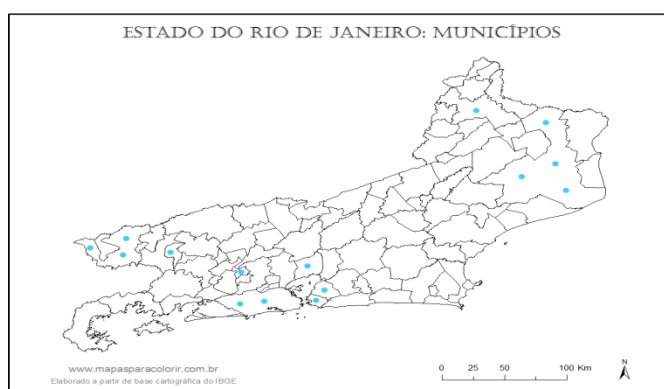 ESTADO DO RIO DE JANEIRO: MUNICÍPIOS
www.mapasparacolorir.com.br
Elaborado a partir de base cartográfica do IBGE
0 25 50 100 Km
N